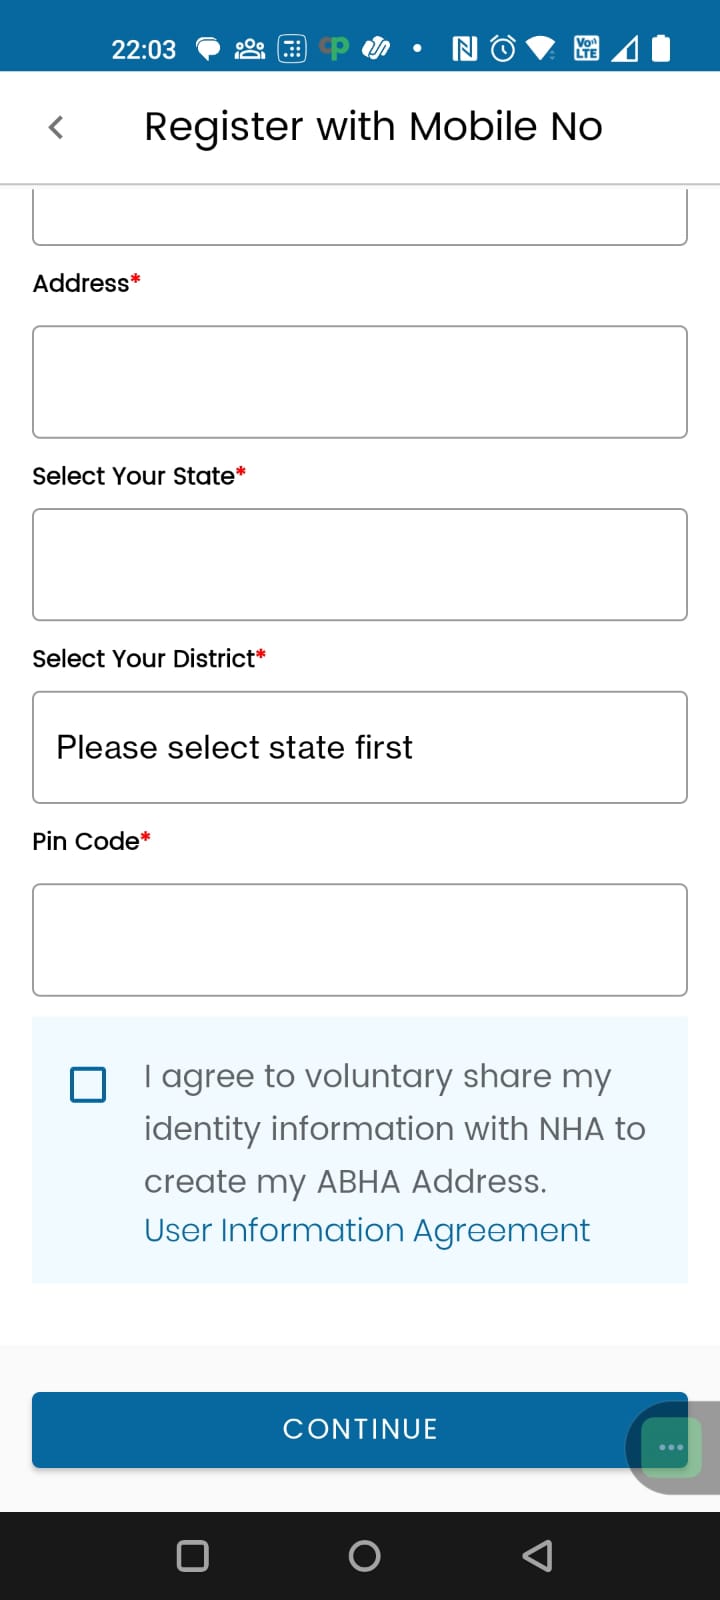 22:03
Register with Mobile No
Address*
Select Your State*
Select Your District*
Please select state first
Pin Code*
I agree to voluntary share my
identity information with NHA to
create my ABHA Address.
User Information Agreement
CONTINUE